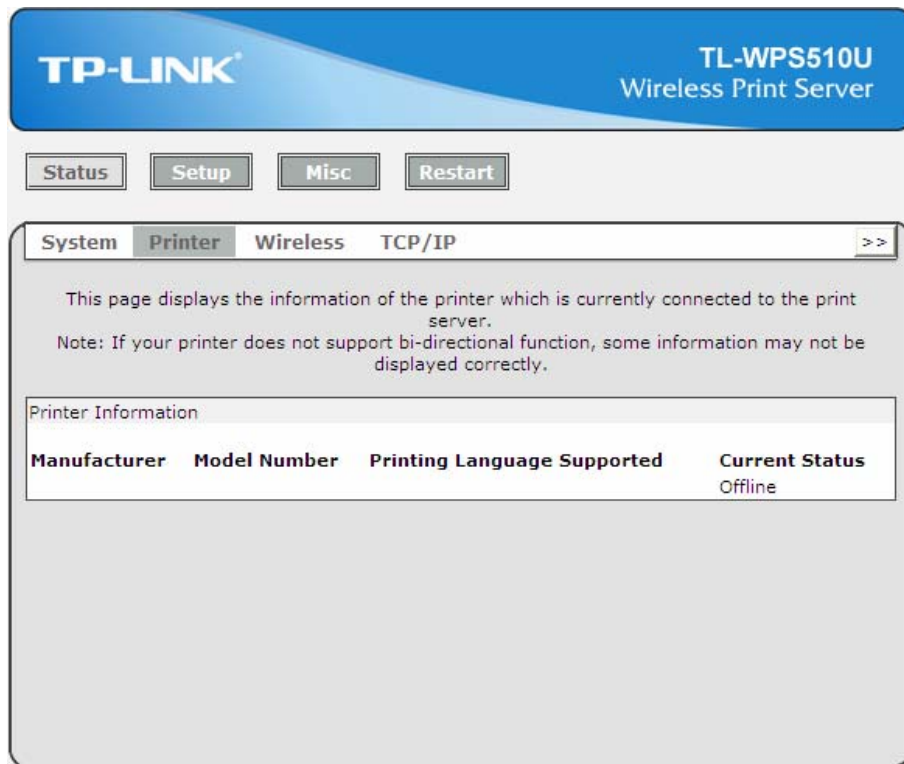 TP-LINK
TL-WPS510U
Wireless Print Server
Status Setup Misc Restart
System Printer Wireless TCP/IP >>
This page displays the information of the printer which is currently connected to the print
server.
Note: If your printer does not support bi-directional function, some information may not be
displayed correctly.
Printer Information
Manufacturer Model Number Printing Language Supported Current Status
Offline